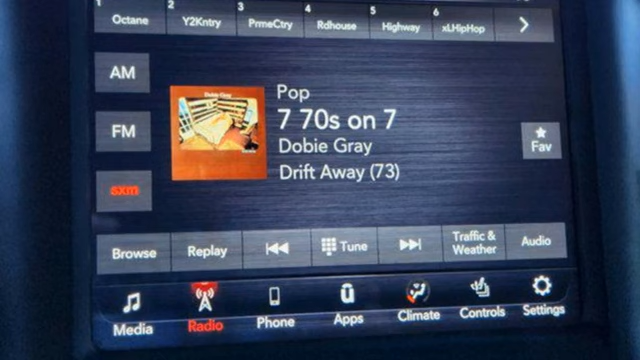 1 Octane
2 Y2Kntry
3 PrmeCtry
4 Rdhouse
5 Highway
6 xLHipHop
AM
FM
sxm
Dobie Gray
Pop
7 70s on 7
Dobie Gray
Drift Away (73)
Fav
Browse
Replay
Tune
Traffic &
Weather
Audio
Media
Radio
Phone
Apps
Climate
Controls
Settings